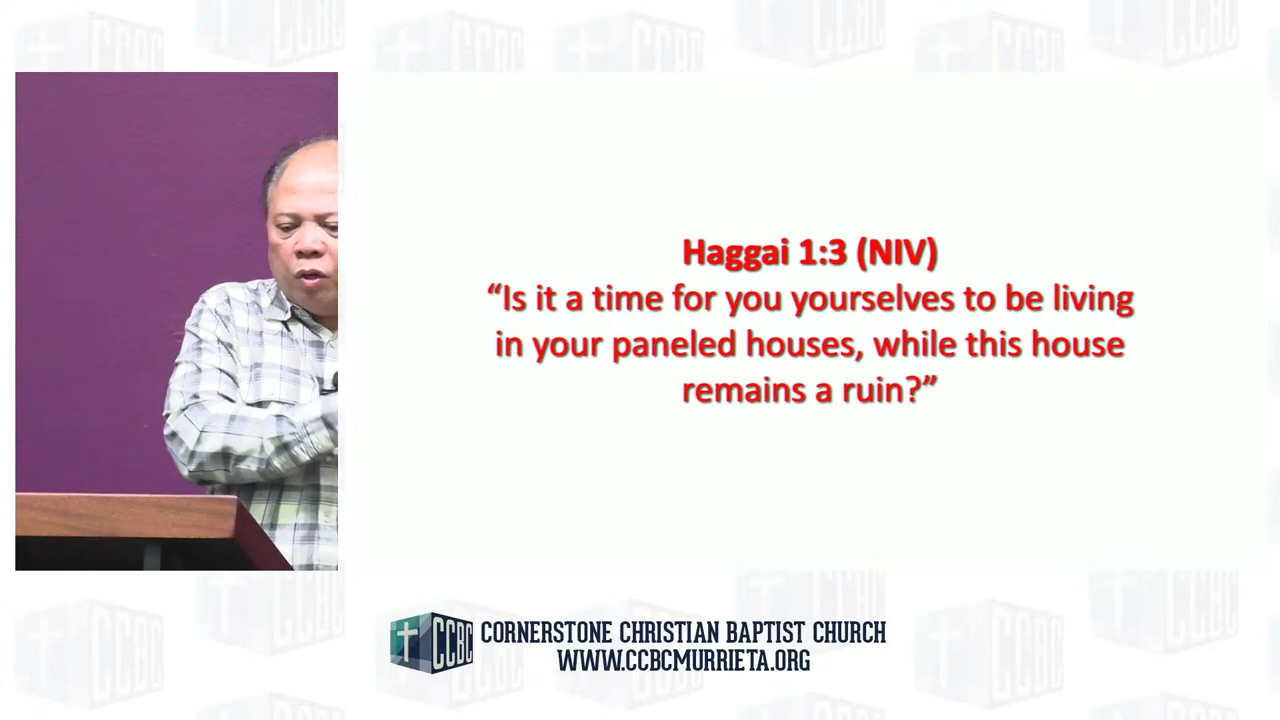 Haggai 1:3 (NIV)
“Is it a time for you yourselves to be living
in your paneled houses, while this house
remains a ruin?”
CCBC
CORNERSTONE CHRISTIAN BAPTIST CHURCH
WWW.CCBCMURRIETA.ORG